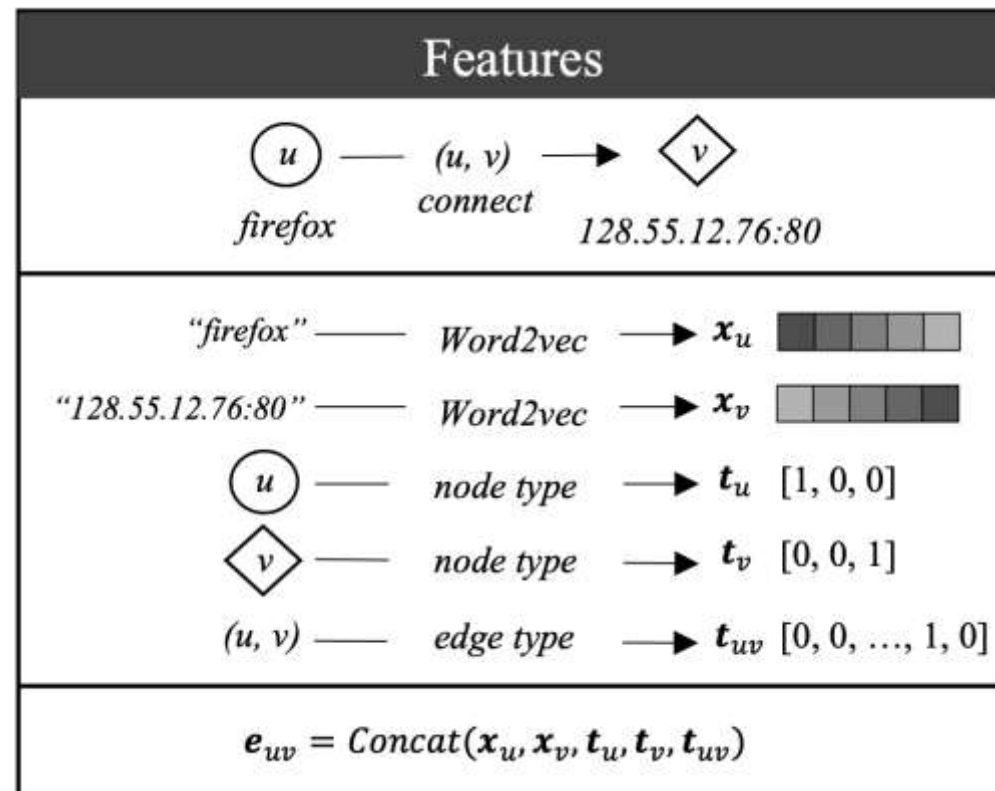 Features
u (u, v) v
connect
firefox 128.55.12.76:80
“firefox” Word2vec x_u
“128.55.12.76:80” Word2vec x_v
u node type t_u [1, 0, 0]
v node type t_v [0, 0, 1]
(u, v) edge type t_uv [0, 0, …, 1, 0]
e_uv = Concat(x_u, x_v, t_u, t_v, t_uv)